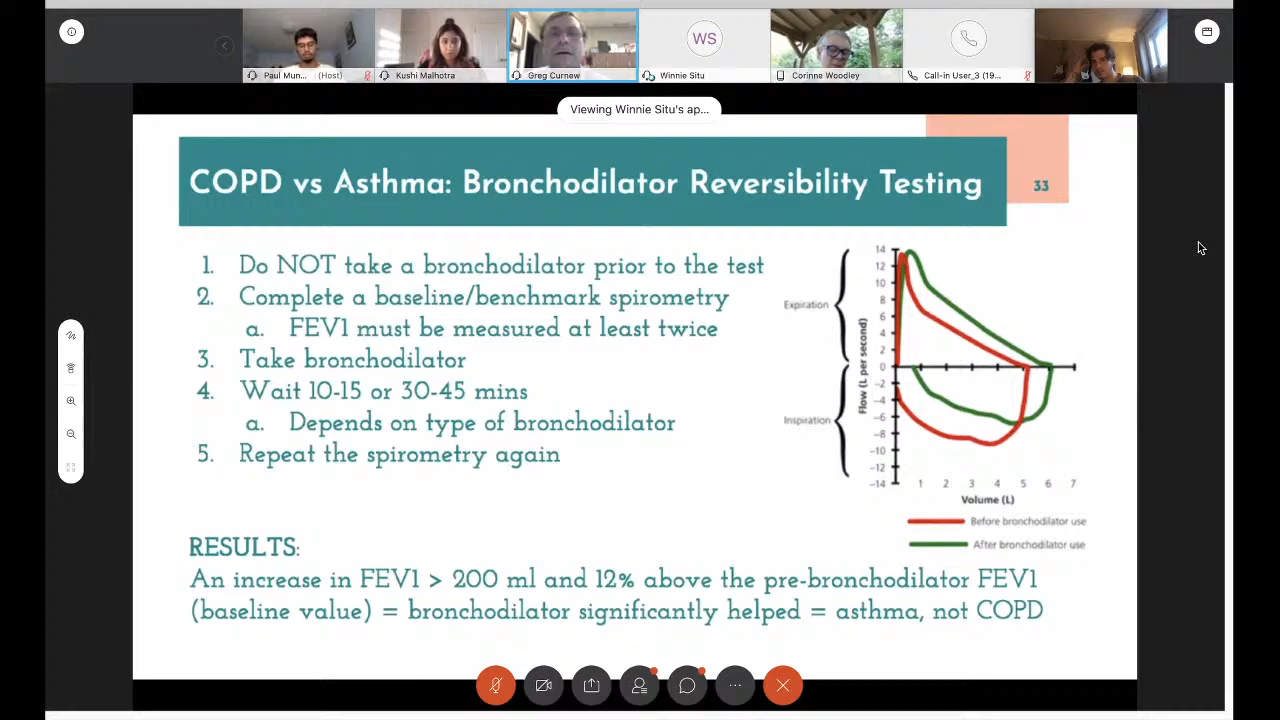 Paul Mun... (Host)
Kushi Malhotra
Greg Curnew
WS
Winnie Situ
Corinne Woodley
Call-in User_3 (19...
Viewing Winnie Situ's ap...
COPD vs Asthma: Bronchodilator Reversibility Testing
33
1. Do NOT take a bronchodilator prior to the test
2. Complete a baseline/benchmark spirometry
a. FEV1 must be measured at least twice
3. Take bronchodilator
4. Wait 10-15 or 30-45 mins
a. Depends on type of bronchodilator
5. Repeat the spirometry again
Expiration
Inspiration
Flow (L per second)
14
12
10
8
6
4
2
0
-2
-4
-6
-8
-10
-12
-14
1 2 3 4 5 6 7
Volume (L)
Before bronchodilator use
After bronchodilator use
RESULTS:
An increase in FEV1 > 200 ml and 12% above the pre-bronchodilator FEV1
(baseline value) = bronchodilator significantly helped = asthma, not COPD